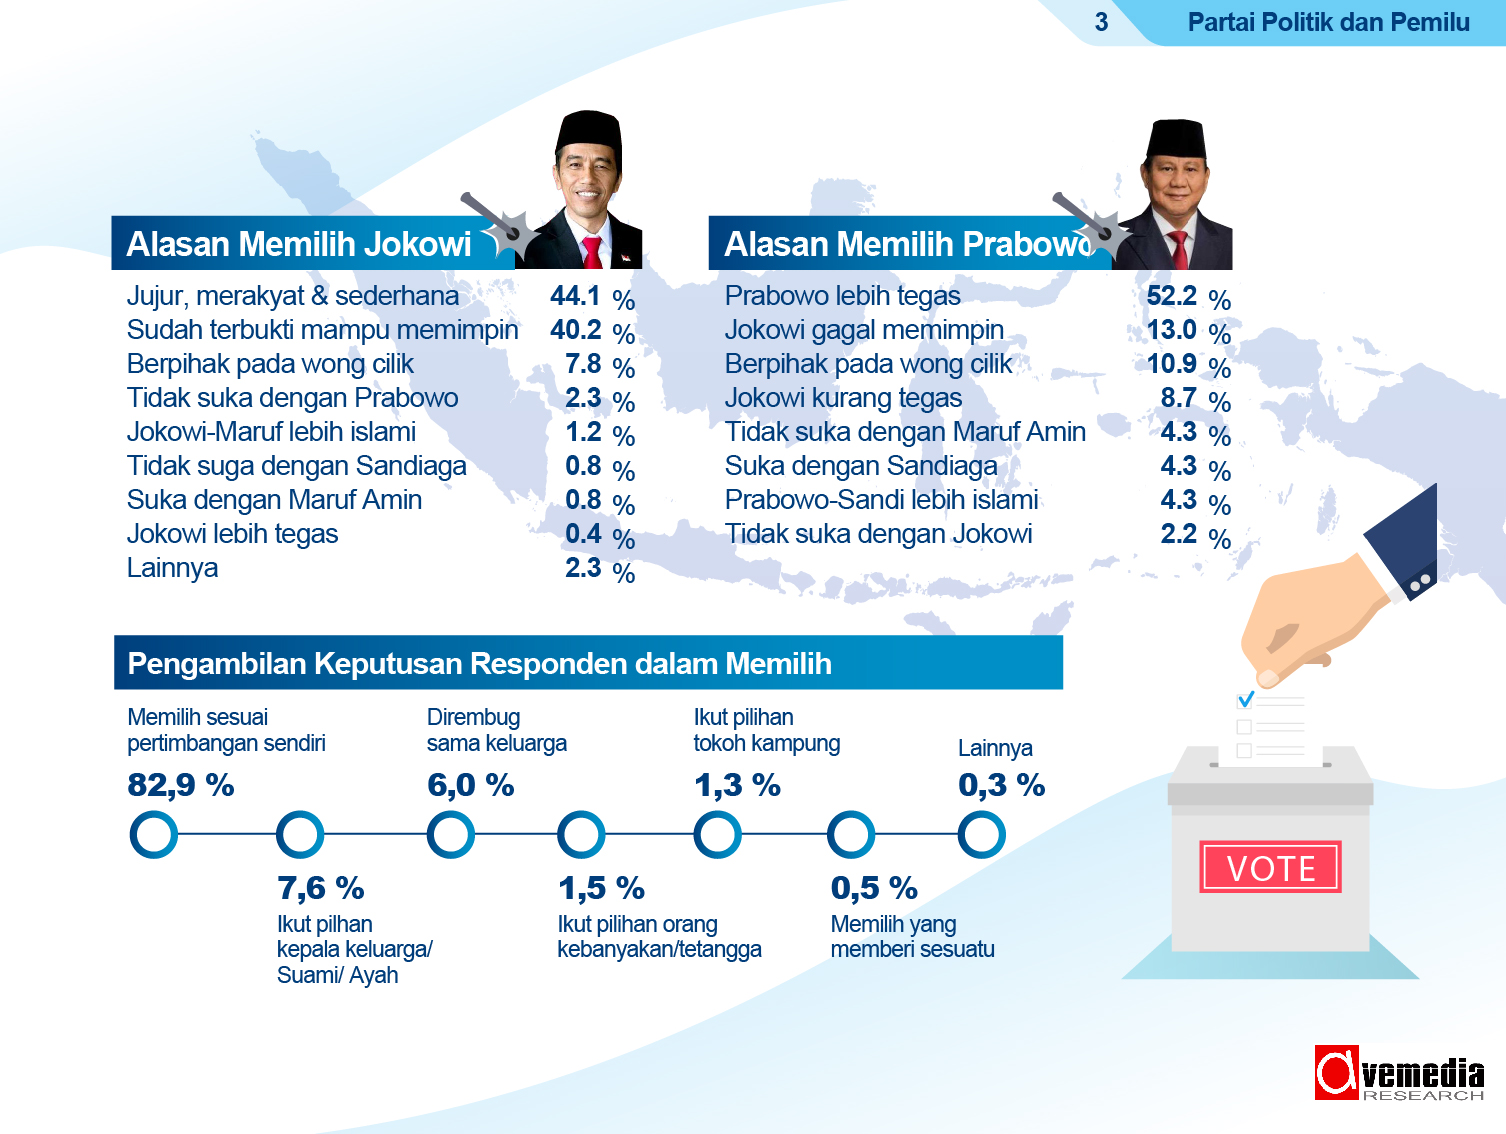 3 Partai Politik dan Pemilu
Alasan Memilih Jokowi
Jujur, merakyat & sederhana 44.1 %
Sudah terbukti mampu memimpin 40.2 %
Berpihak pada wong cilik 7.8 %
Tidak suka dengan Prabowo 2.3 %
Jokowi-Maruf lebih islami 1.2 %
Tidak suga dengan Sandiaga 0.8 %
Suka dengan Maruf Amin 0.8 %
Jokowi lebih tegas 0.4 %
Lainnya 2.3 %
Alasan Memilih Prabowo
Prabowo lebih tegas 52.2 %
Jokowi gagal memimpin 13.0 %
Berpihak pada wong cilik 10.9 %
Jokowi kurang tegas 8.7 %
Tidak suka dengan Maruf Amin 4.3 %
Suka dengan Sandiaga 4.3 %
Prabowo-Sandi lebih islami 4.3 %
Tidak suka dengan Jokowi 2.2 %
Pengambilan Keputusan Responden dalam Memilih
Memilih sesuai
pertimbangan sendiri
82,9 %
7,6 %
Ikut pilhan
kepala keluarga/
Suami/ Ayah
Dirembug
sama keluarga
6,0 %
1,5 %
Ikut pilihan orang
kebanyakan/tetangga
Ikut pilihan
tokoh kampung
1,3 %
0,5 %
Memilih yang
memberi sesuatu
Lainnya
0,3 %
VOTE
avemedia
RESEARCH